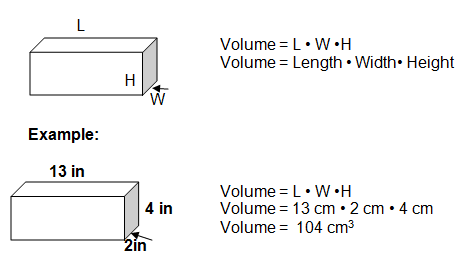 L
H
W
Volume = L • W •H
Volume = Length • Width• Height
Example:
13 in
4 in
2in
Volume = L • W •H
Volume = 13 cm • 2 cm • 4 cm
Volume =  104 cm³